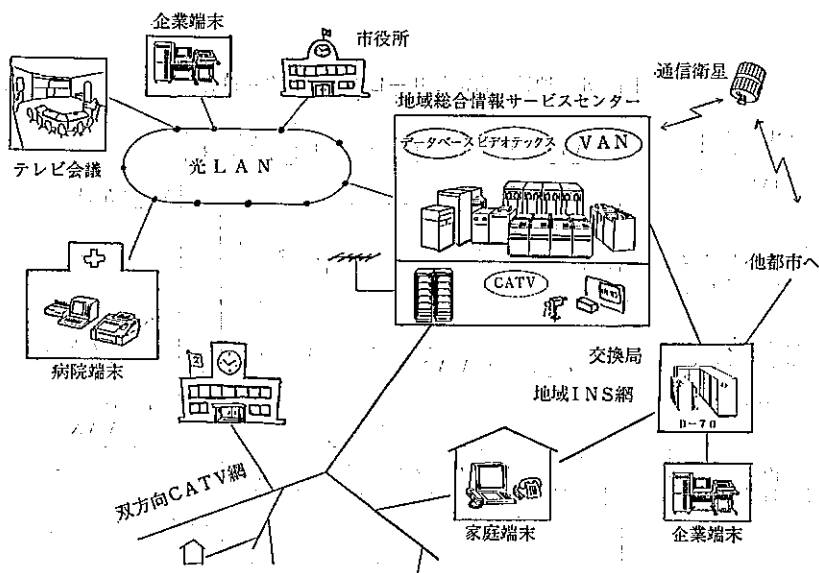 企業端末
市役所
通信衛星
地域総合情報サービスセンター
データベース
ビデオテックス
VAN
テレビ会議
光LAN
CATV
他都市へ
病院端末
交換局
地域INS網
D-70
双方向CATV網
家庭端末
企業端末